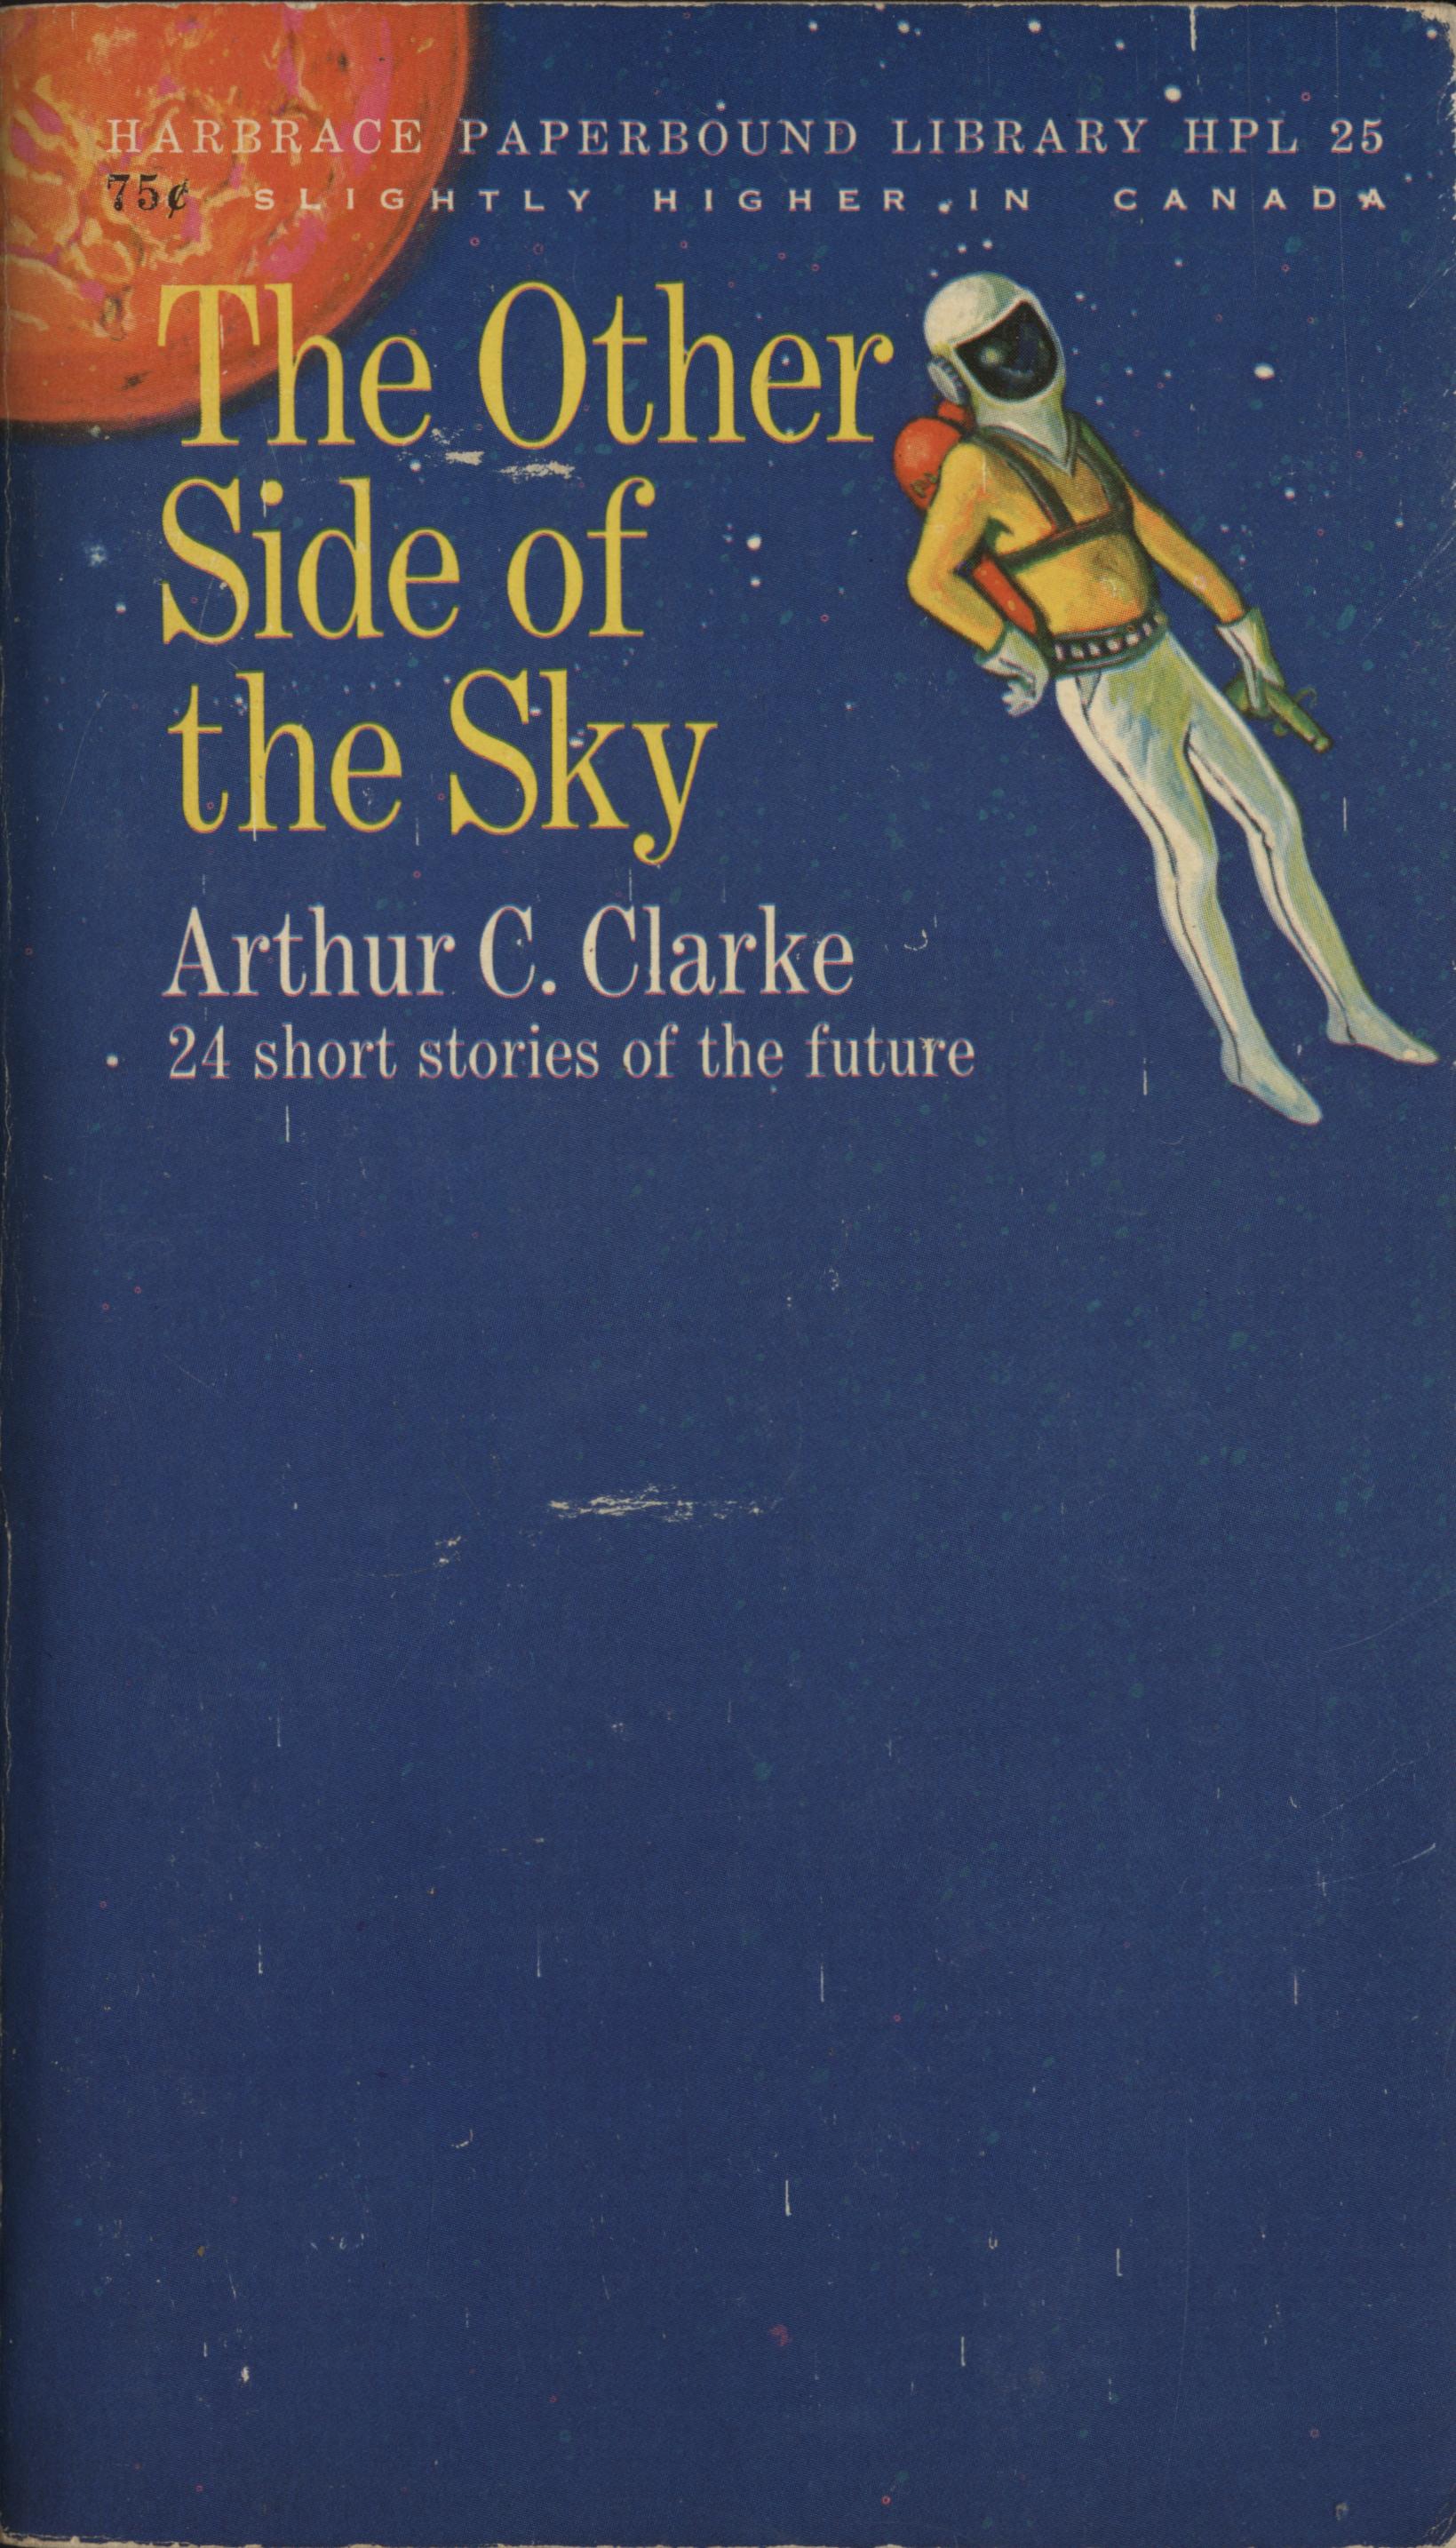 HARBRACE PAPERBOUND LIBRARY HPL 25
75¢ SLIGHTLY HIGHER IN CANADA
The Other
Side of
the Sky
Arthur C. Clarke
24 short stories of the future